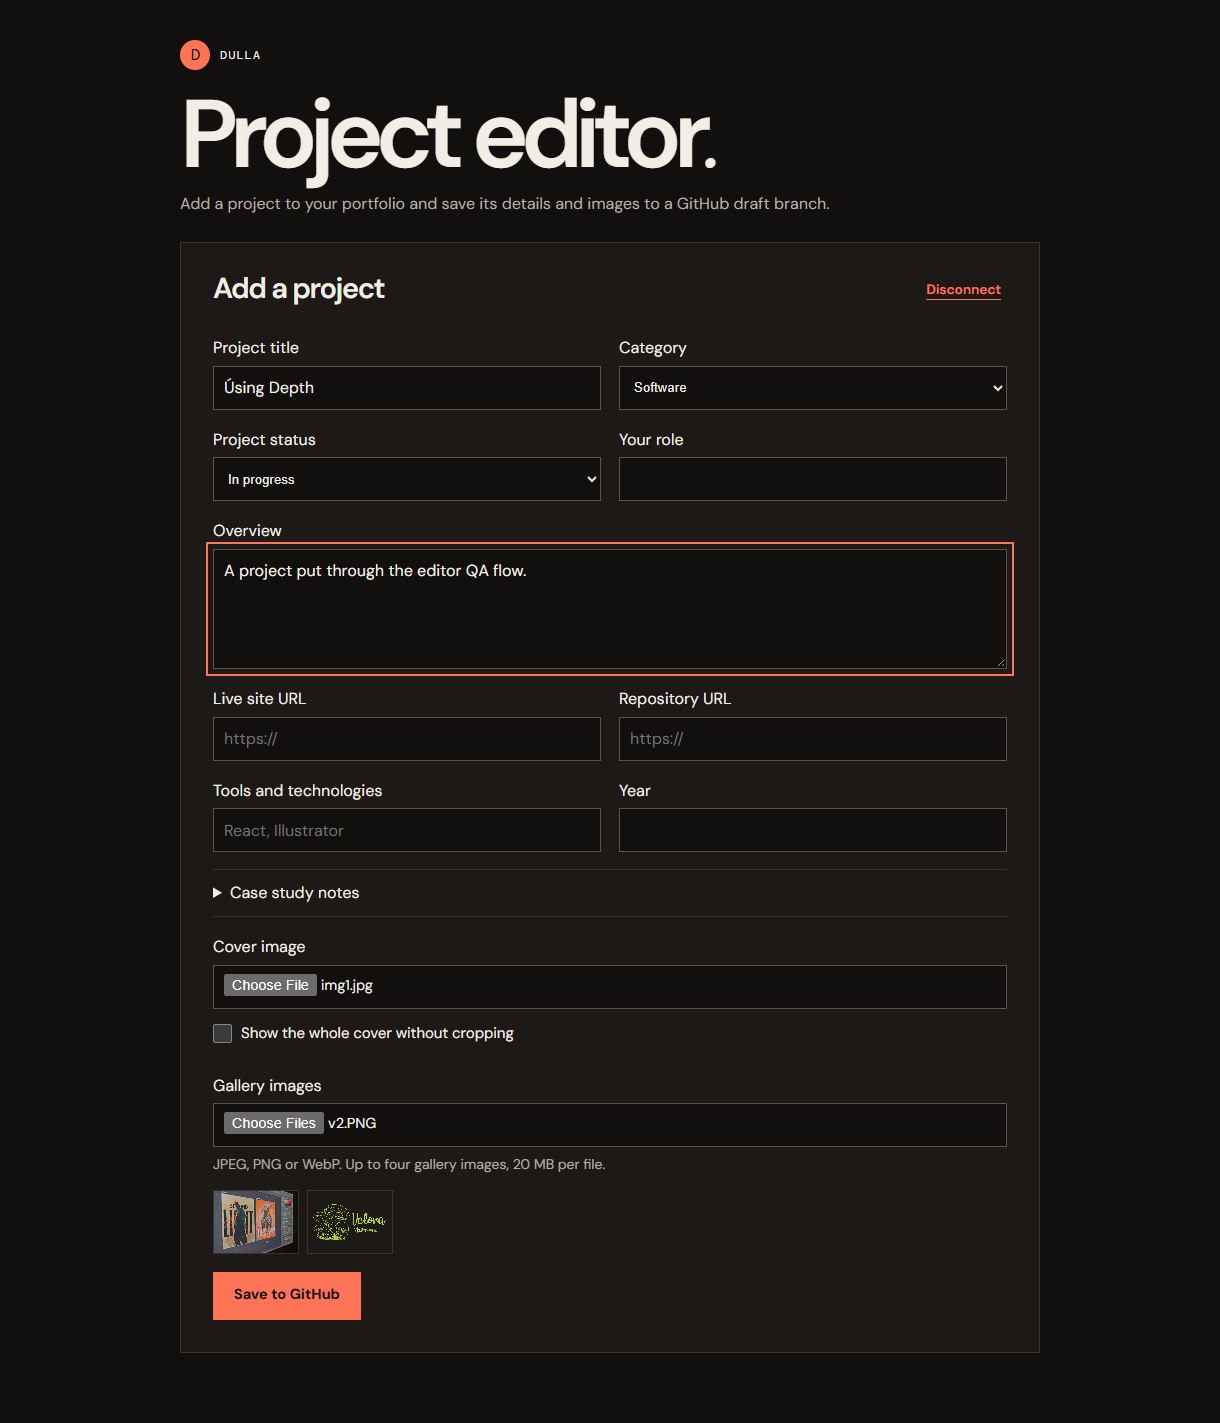 D DULLA
Project editor.
Add a project to your portfolio and save its details and images to a GitHub draft branch.
Add a project
Disconnect
Project title
Category
Úsing Depth
Software
Project status
Your role
In progress
Overview
A project put through the editor QA flow.
Live site URL
Repository URL
https://
https://
Tools and technologies
Year
React, Illustrator
Case study notes
Cover image
Choose File img1.jpg
Show the whole cover without cropping
Gallery images
Choose Files v2.PNG
JPEG, PNG or WebP. Up to four gallery images, 20 MB per file.
Save to GitHub